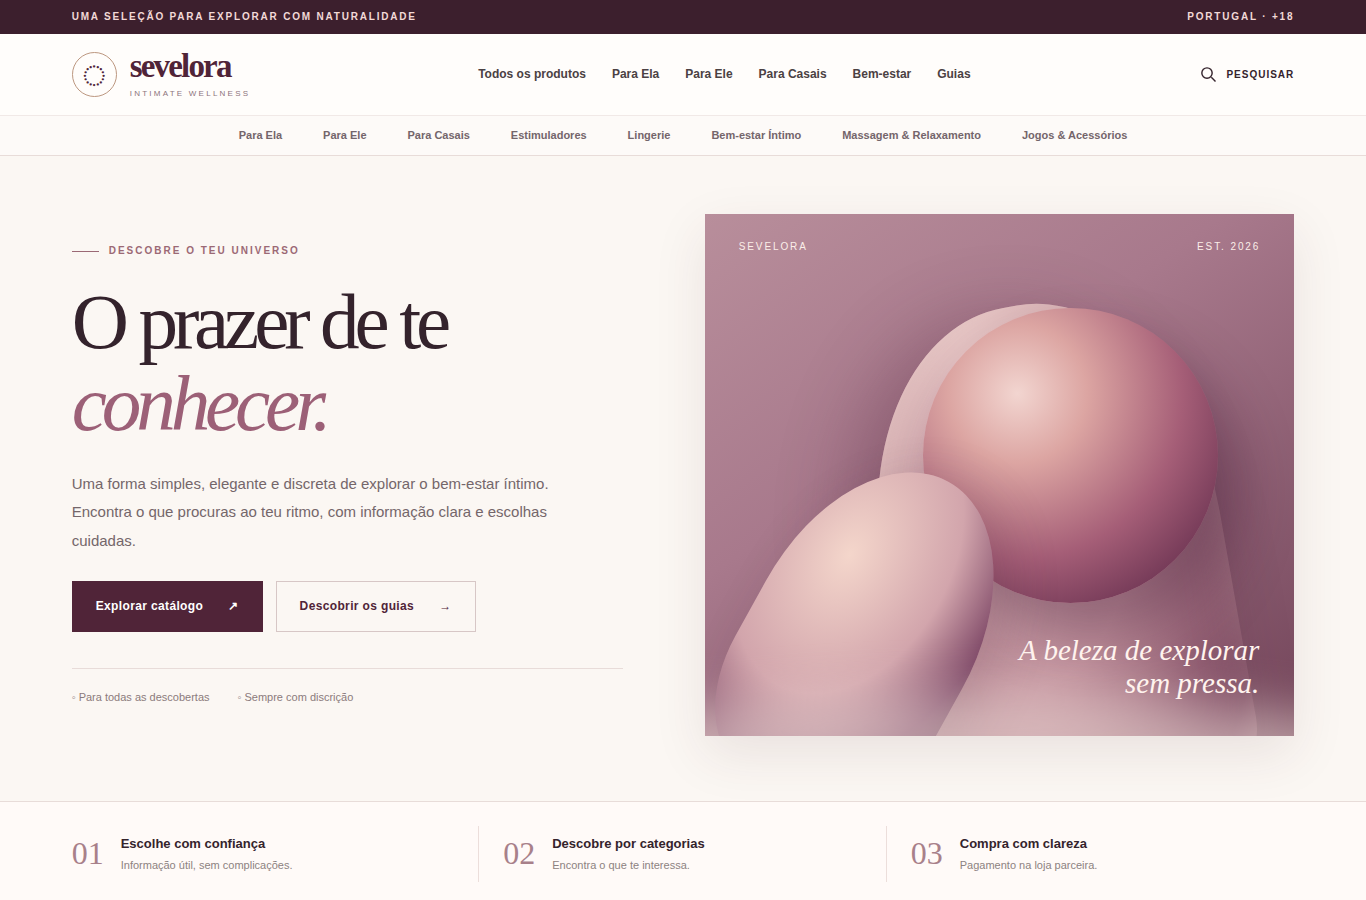 UMA SELEÇÃO PARA EXPLORAR COM NATURALIDADE
PORTUGAL · +18
sevelora
INTIMATE WELLNESS
Todos os produtos
Para Ela
Para Ele
Para Casais
Bem-estar
Guias
PESQUISAR
Para Ela
Para Ele
Para Casais
Estimuladores
Lingerie
Bem-estar Íntimo
Massagem & Relaxamento
Jogos & Acessórios
DESCOBRE O TEU UNIVERSO
O prazer de te
conhecer.
Uma forma simples, elegante e discreta de explorar o bem-estar íntimo.
Encontra o que procuras ao teu ritmo, com informação clara e escolhas
cuidadas.
Explorar catálogo ↗
Descobrir os guias →
◦ Para todas as descobertas
◦ Sempre com discrição
SEVELORA
EST. 2026
A beleza de explorar
sem pressa.
01
Escolhe com confiança
Informação útil, sem complicações.
02
Descobre por categorias
Encontra o que te interessa.
03
Compra com clareza
Pagamento na loja parceira.